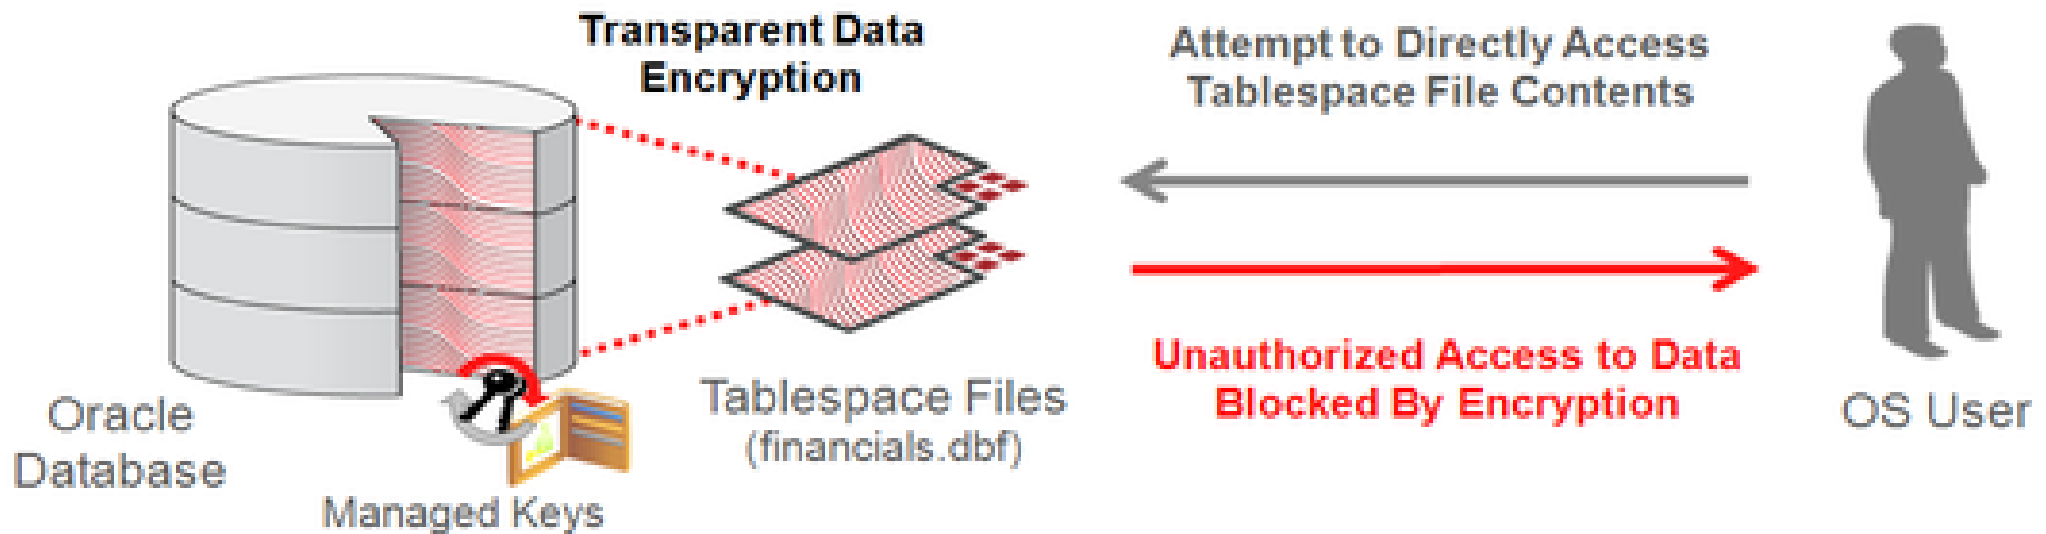 Transparent Data
Encryption
Attempt to Directly Access
Tablespace File Contents
Unauthorized Access to Data
Blocked By Encryption
Oracle
Database
Managed Keys
Tablespace Files
(financials.dbf)
OS User